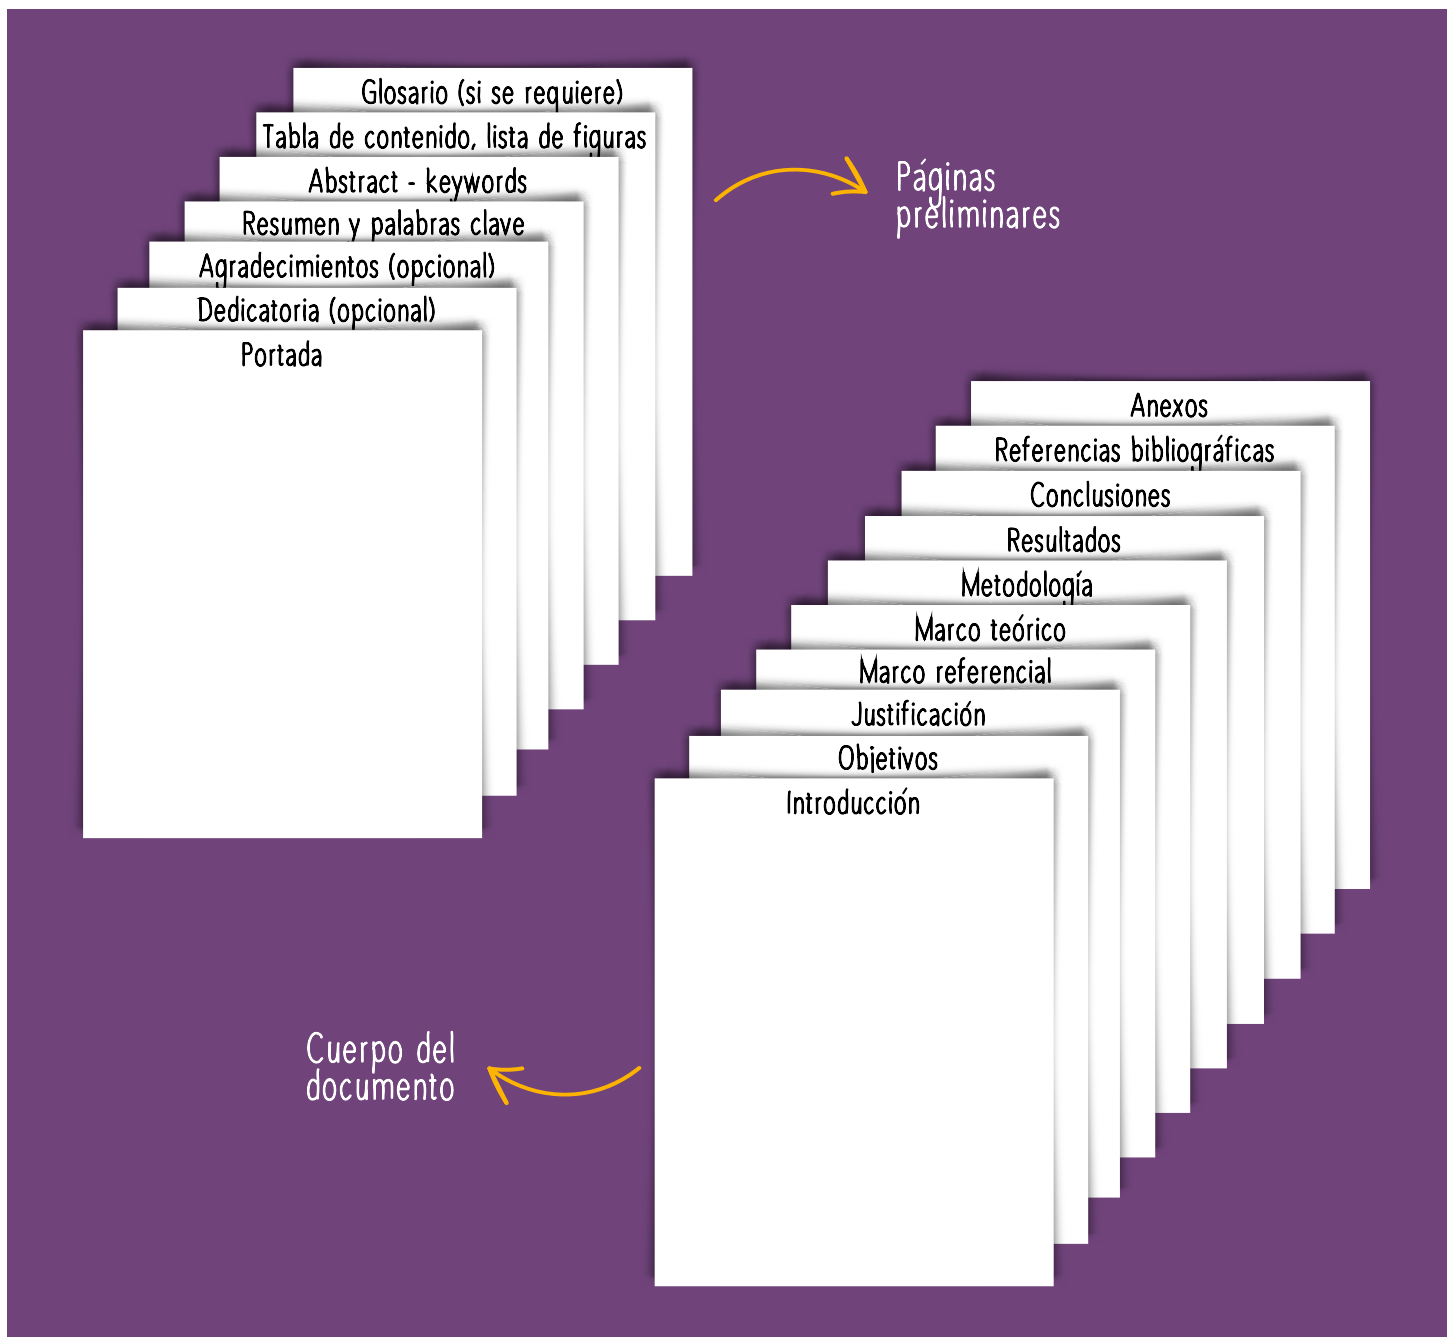 Glosario (si se requiere)
Tabla de contenido, lista de figuras
Abstract - keywords
Resumen y palabras clave
Agradecimientos (opcional)
Dedicatoria (opcional)
Portada
Páginas
preliminares
Anexos
Referencias bibliográficas
Conclusiones
Resultados
Metodología
Marco teórico
Marco referencial
Justificación
Objetivos
Introducción
Cuerpo del
documento